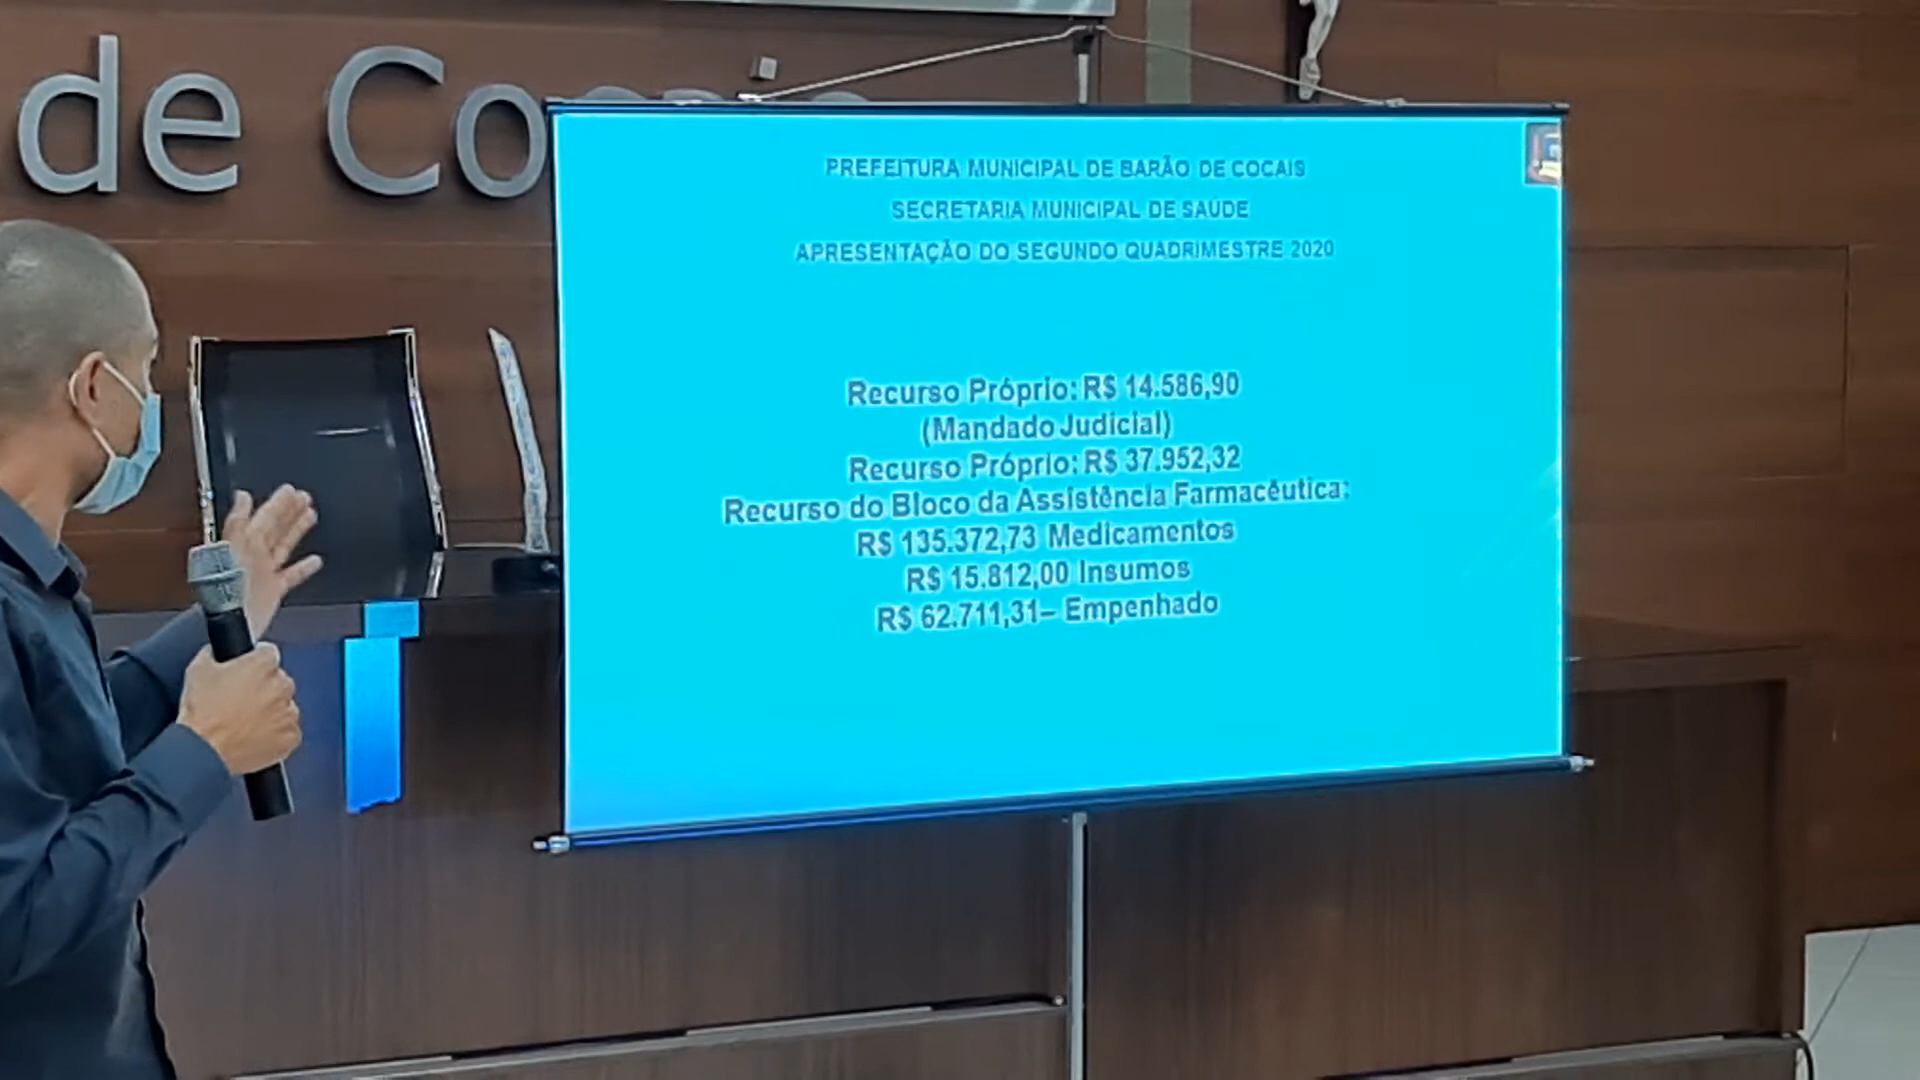 de Co
PREFEITURA MUNICIPAL DE BARÃO DE COCAIS
SECRETARIA MUNICIPAL DE SAÚDE
APRESENTAÇÃO DO SEGUNDO QUADRIMESTRE 2020
Recurso Próprio: R$ 14.586,90
(Mandado Judicial)
Recurso Próprio: R$ 37.952,32
Recurso do Bloco da Assistência Farmacêutica:
R$ 135.372,73 Medicamentos
R$ 15.812,00 Insumos
R$ 62.711,31– Empenhado